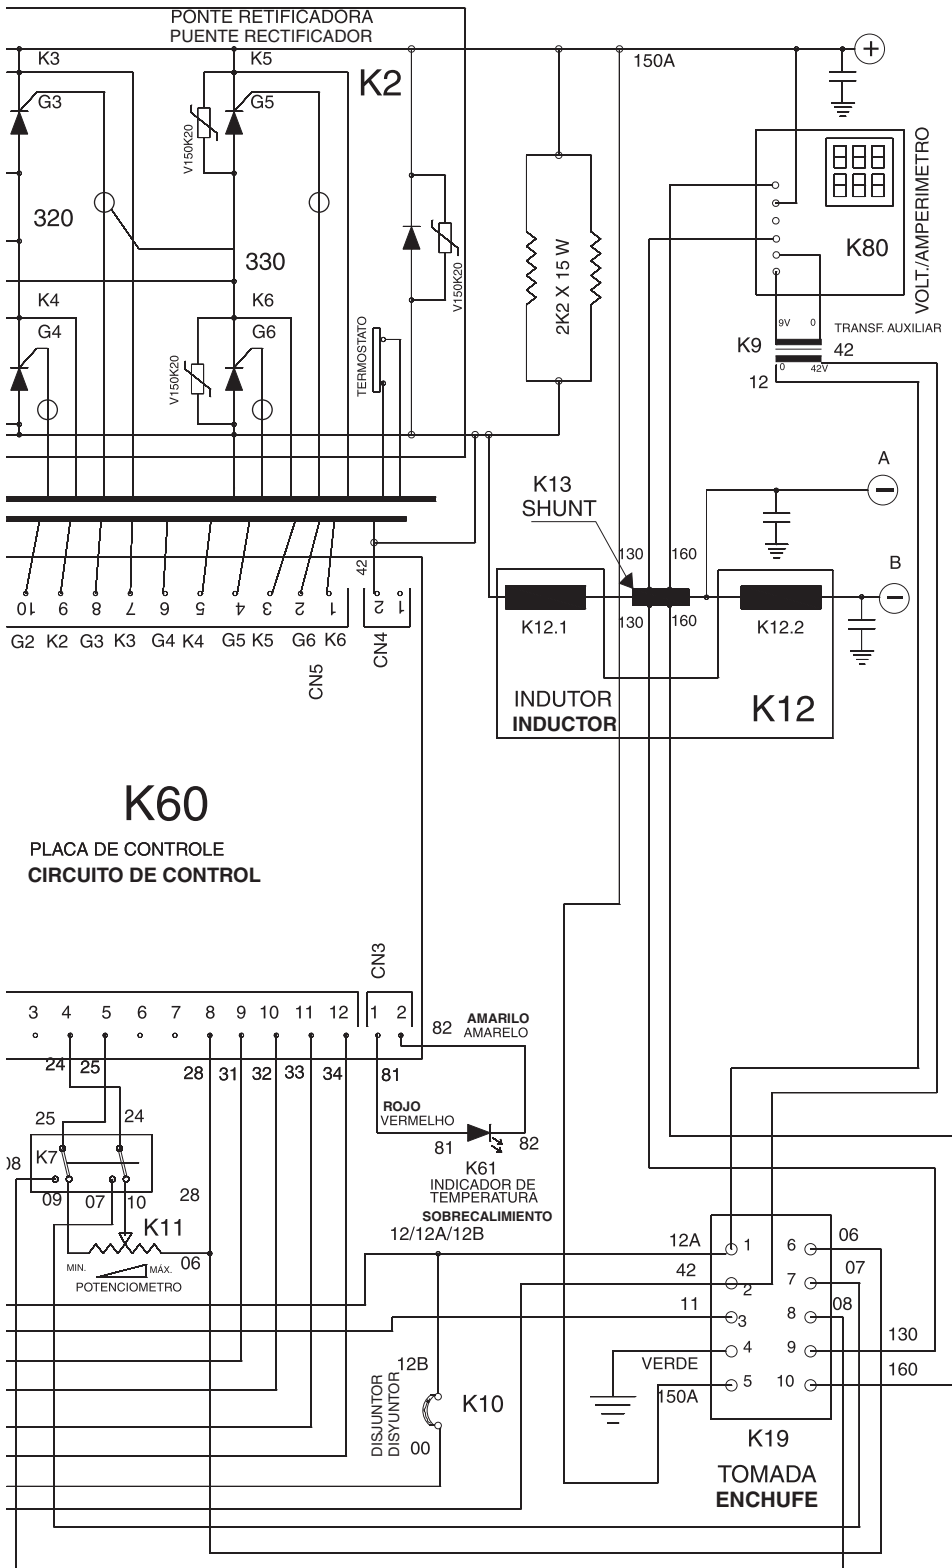 PONTE RETIFICADORA
PUENTE RECTIFICADOR
K3
K5
K2
150A
G3
G5
V150K20
320
330
K80
VOLT./AMPERIMETRO
V150K20
2K2 X 15 W
K4
K6
G4
G6
V150K20
TERMOSTATO
9V 0
TRANSF. AUXILIAR
K9
42
0 42V
12
K13
SHUNT
A
B
130 160
42
10 9 8 7 6 5 4 3 2 1
2 1
G2 K2 G3 K3 G4 K4 G5 K5 G6 K6
CN5
CN4
K12.1
130 160
K12.2
INDUTOR
INDUCTOR
K12
K60
PLACA DE CONTROLE
CIRCUITO DE CONTROL
CN3
3 4 5 6 7 8 9 10 11 12
1 2
82
AMARILO
AMARELO
24 25 28 31 32 33 34 81
ROJO
VERMELHO
25 24
81 82
K7
08
K61
INDICADOR DE
TEMPERATURA
SOBRECALIMIENTO
09 07 10
28
K11
06
MIN. MÁX.
POTENCIOMETRO
12/12A/12B
12A 1 6 06
42 2 7 07
11 3 8 08
VERDE 4 9 130
150A 5 10 160
12B
DISJUNTOR
DISYUNTOR
K10
00
K19
TOMADA
ENCHUFE